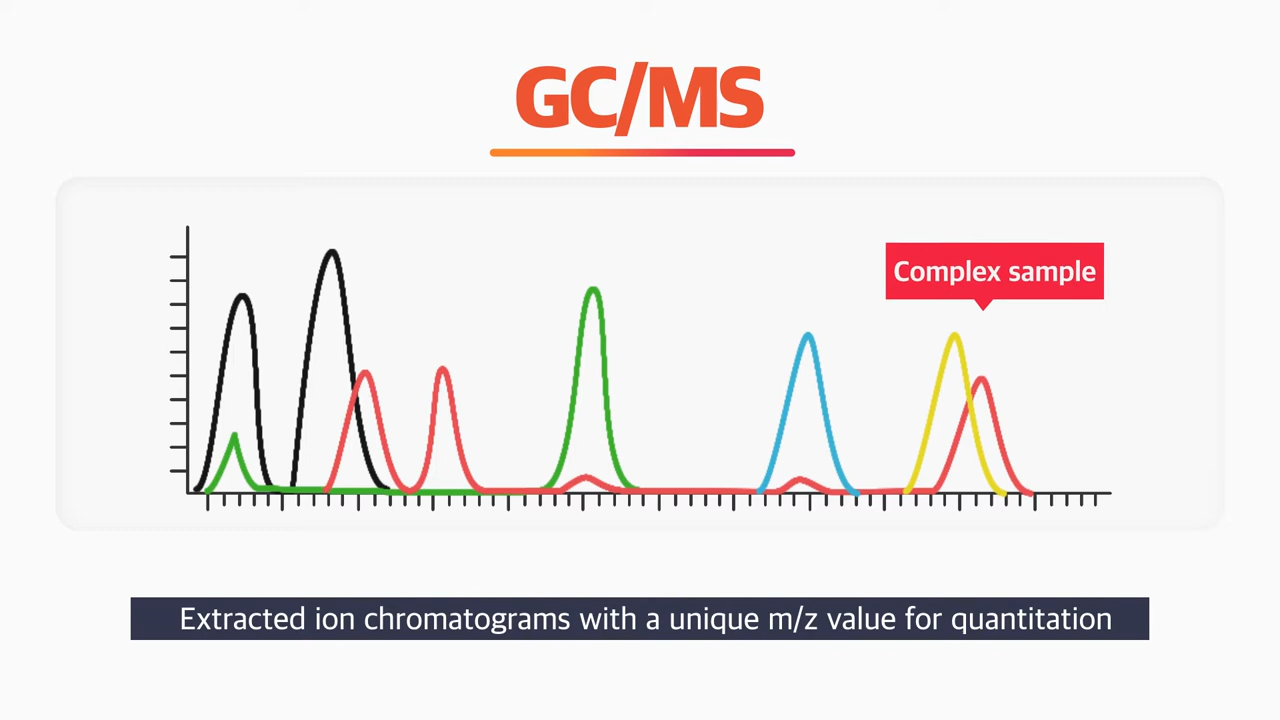 GC/MS
Complex sample
Extracted ion chromatograms with a unique m/z value for quantitation